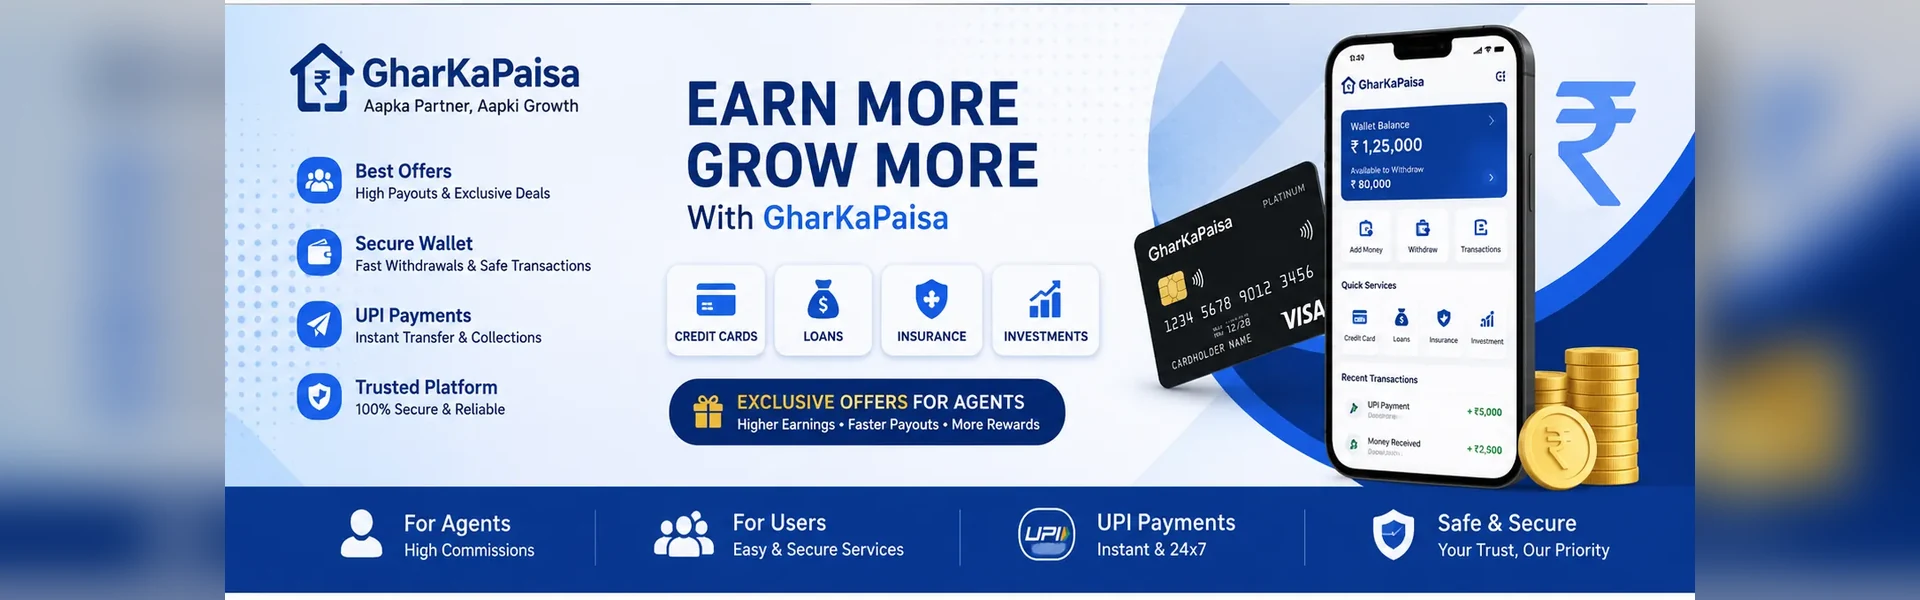 GharKaPaisa
Aapka Partner, Aapki Growth
Best Offers
High Payouts & Exclusive Deals
Secure Wallet
Fast Withdrawals & Safe Transactions
UPI Payments
Instant Transfer & Collections
Trusted Platform
100% Secure & Reliable
EARN MORE
GROW MORE
With GharKaPaisa
CREDIT CARDS
LOANS
INSURANCE
INVESTMENTS
EXCLUSIVE OFFERS FOR AGENTS
Higher Earnings • Faster Payouts • More Rewards
GharKaPaisa
PLATINUM
1234 5678 9012 3456
12/28
CARDHOLDER NAME
VISA
GharKaPaisa
Wallet Balance
₹ 1,25,000
Available to Withdraw
₹ 80,000
Add Money
Withdraw
Transactions
Quick Services
Credit Card
Loans
Insurance
Investment
Recent Transactions
UPI Payment
+ ₹5,000
Money Received
+ ₹2,500
For Agents
High Commissions
For Users
Easy & Secure Services
UPI
UPI Payments
Instant & 24x7
Safe & Secure
Your Trust, Our Priority